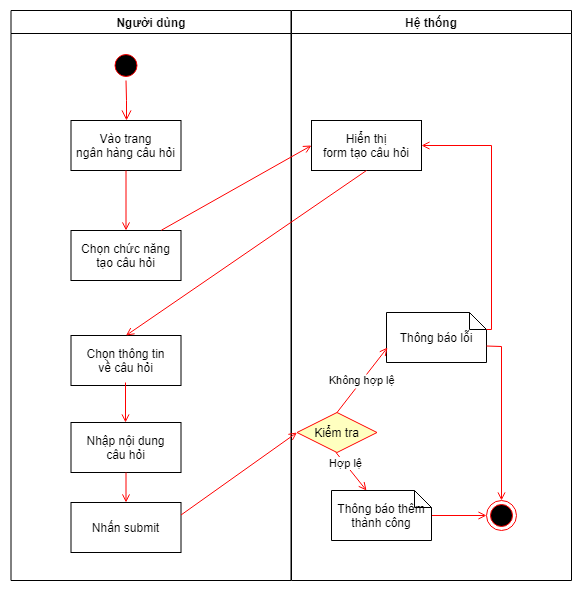 Người dùng
Hệ thống
Vào trang
ngân hàng câu hỏi
Hiển thị
form tạo câu hỏi
Chọn chức năng
tạo câu hỏi
Chọn thông tin
về câu hỏi
Thông báo lỗi
Không hợp lệ
Nhập nội dung
câu hỏi
Kiểm tra
Hợp lệ
Nhấn submit
Thông báo thêm
thành công